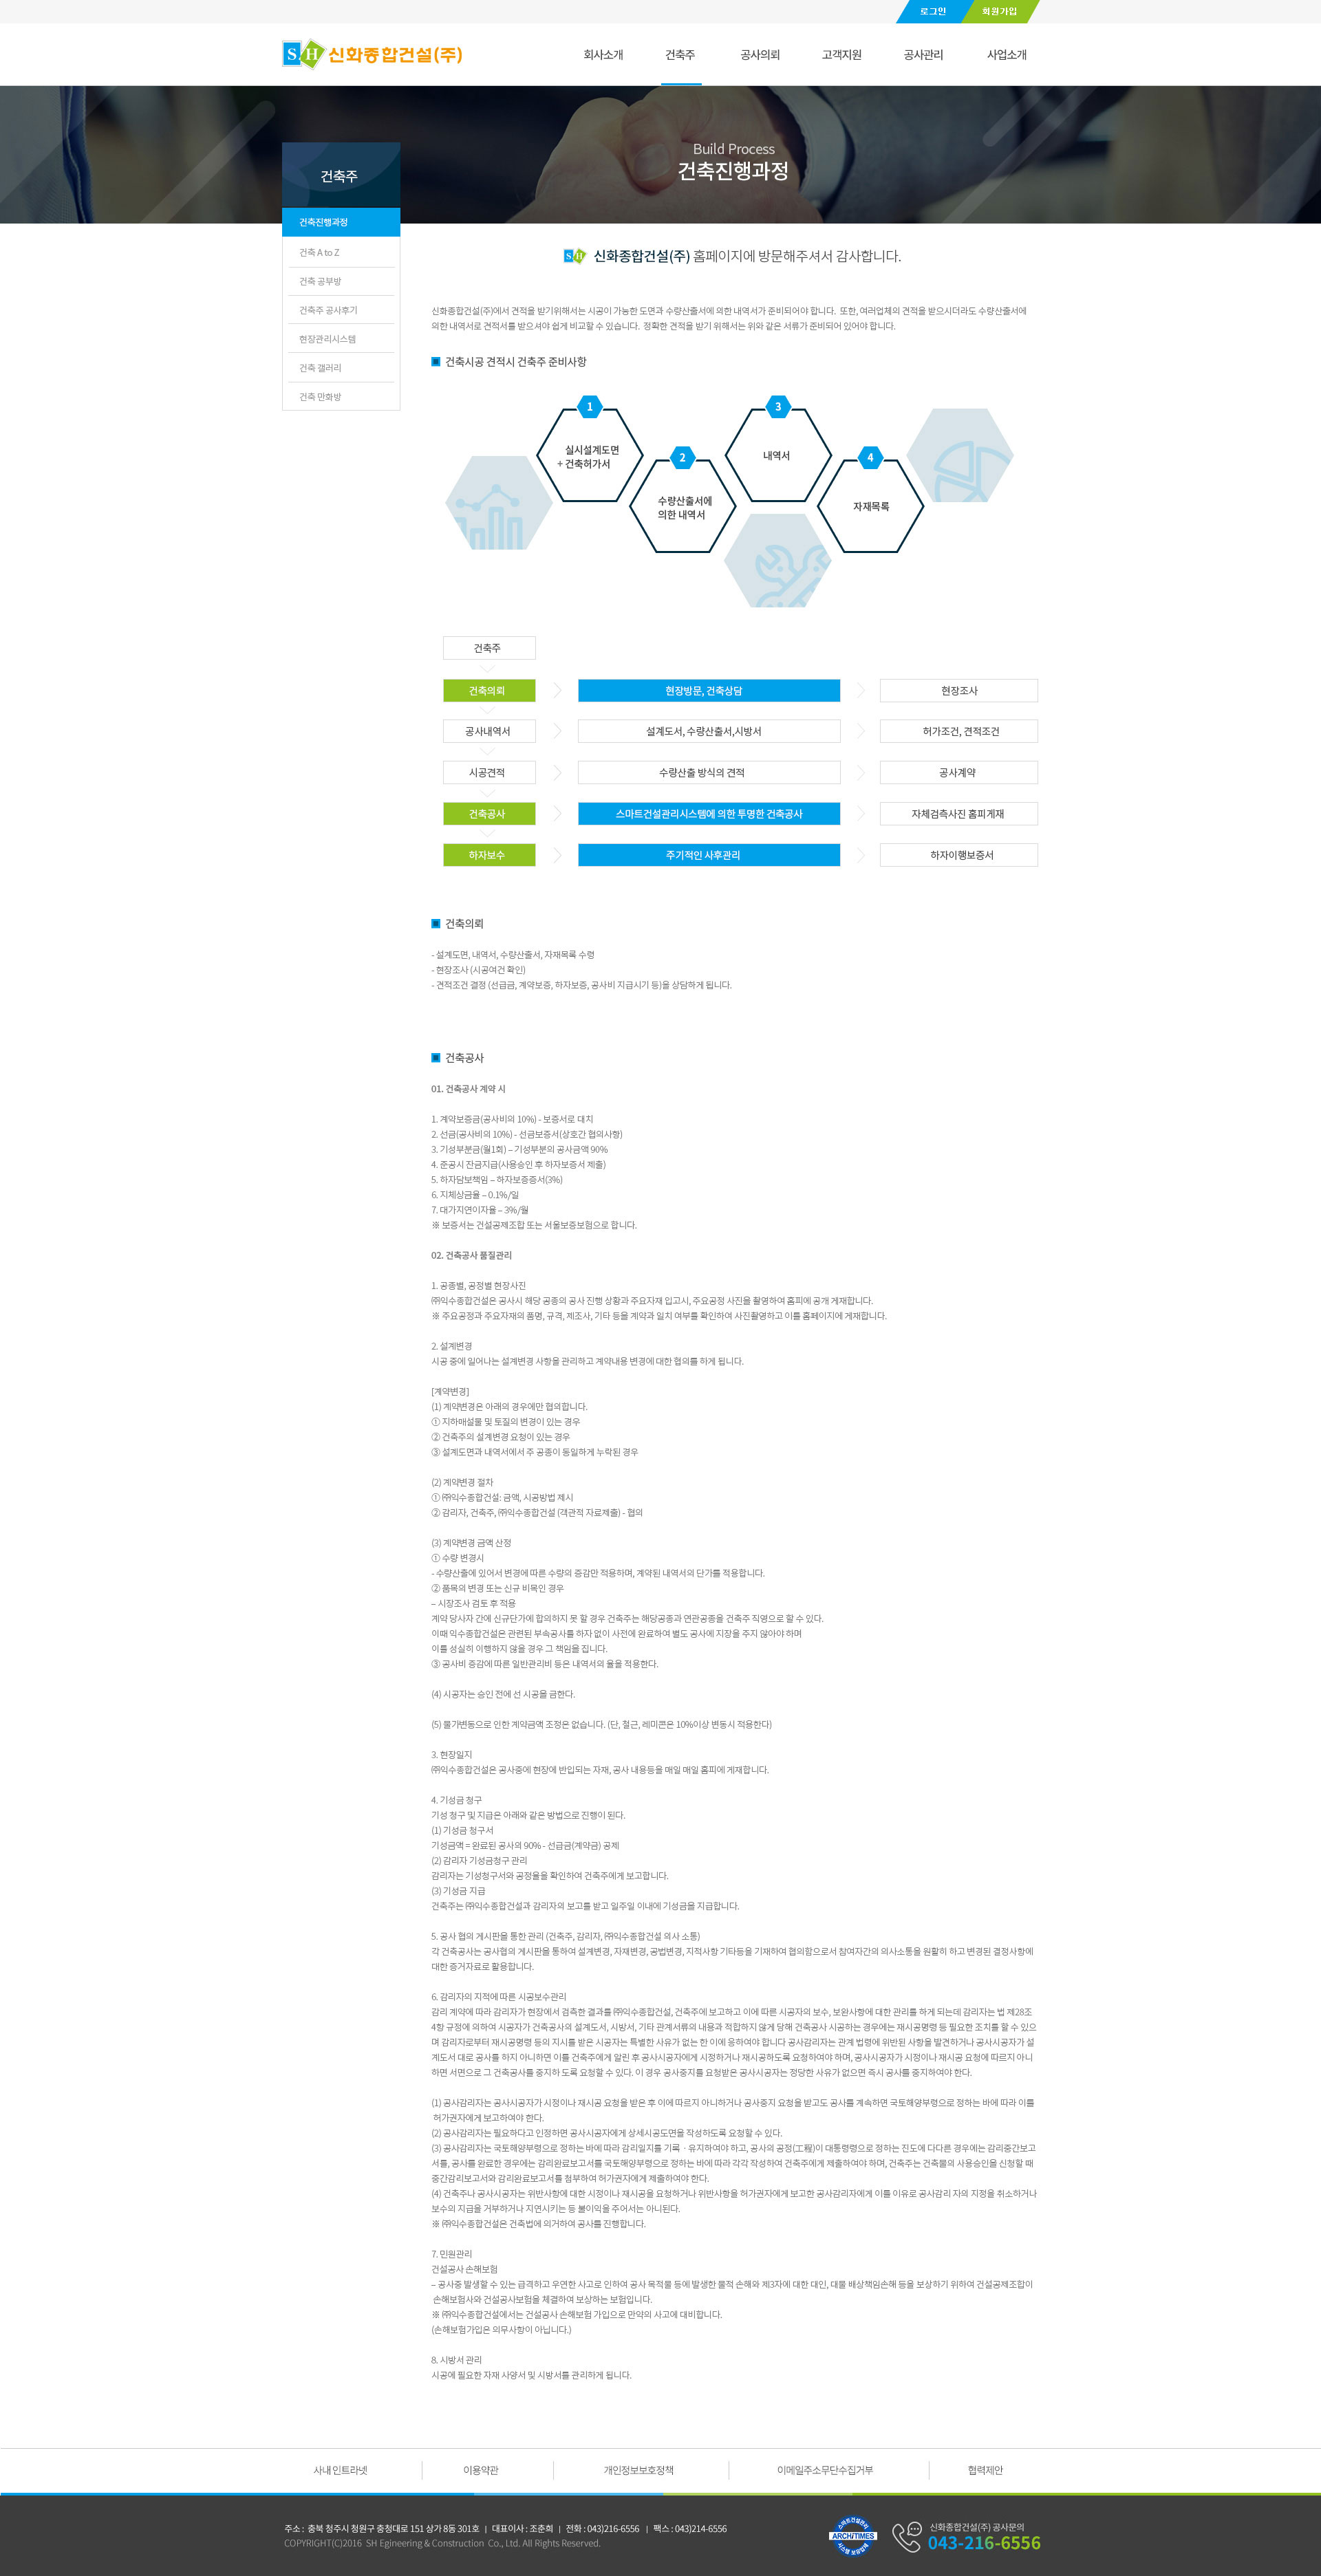 로그인
회원가입
SH 신화종합건설(주)
회사소개
건축주
공사의뢰
고객지원
공사관리
사업소개
Build Process
건축진행과정
건축주
건축진행과정
건축 A to Z
건축 공부방
건축주 공사후기
현장관리시스템
건축 갤러리
건축 만화방
SH 신화종합건설(주) 홈페이지에 방문해주셔서 감사합니다.
신화종합건설(주)에서 견적을 받기위해서는 시공이 가능한 도면과 수량산출서에 의한 내역서가 준비되어야 합니다. 또한, 여러업체의 견적을 받으시더라도 수량산출서에
의한 내역서로 견적서를 받으셔야 쉽게 비교할 수 있습니다. 정확한 견적을 받기 위해서는 위와 같은 서류가 준비되어 있어야 합니다.
건축시공 견적시 건축주 준비사항
1
실시설계도면
+ 건축허가서
2
수량산출서에
의한 내역서
3
내역서
4
자재목록
건축주
건축의뢰
현장방문, 건축상담
현장조사
공사내역서
설계도서, 수량산출서,시방서
허가조건, 견적조건
시공견적
수량산출 방식의 견적
공사계약
건축공사
스마트건설관리시스템에 의한 투명한 건축공사
자체검측사진 홈피게재
하자보수
주기적인 사후관리
하자이행보증서
건축의뢰
- 설계도면, 내역서, 수량산출서, 자재목록 수령
- 현장조사 (시공여건 확인)
- 견적조건 결정 (선급금, 계약보증, 하자보증, 공사비 지급시기 등)을 상담하게 됩니다.
건축공사
01. 건축공사 계약 시
1. 계약보증금(공사비의 10%) - 보증서로 대치
2. 선금(공사비의 10%) - 선금보증서(상호간 협의사항)
3. 기성부분금(월1회) – 기성부분의 공사금액 90%
4. 준공시 잔금지급(사용승인 후 하자보증서 제출)
5. 하자담보책임 – 하자보증증서(3%)
6. 지체상금율 – 0.1%/일
7. 대가지연이자율 – 3%/월
※ 보증서는 건설공제조합 또는 서울보증보험으로 합니다.
02. 건축공사 품질관리
1. 공종별, 공정별 현장사진
㈜익수종합건설은 공사시 해당 공종의 공사 진행 상황과 주요자재 입고시, 주요공정 사진을 촬영하여 홈피에 공개 게재합니다.
※ 주요공정과 주요자재의 품명, 규격, 제조사, 기타 등을 계약과 일치 여부를 확인하여 사진촬영하고 이를 홈페이지에 게재합니다.
2. 설계변경
시공 중에 일어나는 설계변경 사항을 관리하고 계약내용 변경에 대한 협의를 하게 됩니다.
[계약변경]
(1) 계약변경은 아래의 경우에만 협의합니다.
① 지하매설물 및 토질의 변경이 있는 경우
② 건축주의 설계변경 요청이 있는 경우
③ 설계도면과 내역서에서 주 공종이 동일하게 누락된 경우
(2) 계약변경 절차
① ㈜익수종합건설: 금액, 시공방법 제시
② 감리자, 건축주, ㈜익수종합건설 (객관적 자료제출) - 협의
(3) 계약변경 금액 산정
① 수량 변경시
- 수량산출에 있어서 변경에 따른 수량의 증감만 적용하며, 계약된 내역서의 단가를 적용합니다.
② 품목의 변경 또는 신규 비목인 경우
– 시장조사 검토 후 적용
계약 당사자 간에 신규단가에 합의하지 못 할 경우 건축주는 해당공종과 연관공종을 건축주 직영으로 할 수 있다.
이때 익수종합건설은 관련된 부속공사를 하자 없이 사전에 완료하여 별도 공사에 지장을 주지 않아야 하며
이를 성실히 이행하지 않을 경우 그 책임을 집니다.
③ 공사비 증감에 따른 일반관리비 등은 내역서의 율을 적용한다.
(4) 시공자는 승인 전에 선 시공을 금한다.
(5) 물가변동으로 인한 계약금액 조정은 없습니다. (단, 철근, 레미콘은 10%이상 변동시 적용한다)
3. 현장일지
㈜익수종합건설은 공사중에 현장에 반입되는 자재, 공사 내용등을 매일 매일 홈피에 게재합니다.
4. 기성금 청구
기성 청구 및 지급은 아래와 같은 방법으로 진행이 된다.
(1) 기성금 청구서
기성금액 = 완료된 공사의 90% - 선급금(계약금) 공제
(2) 감리자 기성금청구 관리
감리자는 기성청구서와 공정율을 확인하여 건축주에게 보고합니다.
(3) 기성금 지급
건축주는 ㈜익수종합건설과 감리자의 보고를 받고 일주일 이내에 기성금을 지급합니다.
5. 공사 협의 게시판을 통한 관리 (건축주, 감리자, ㈜익수종합건설 의사 소통)
각 건축공사는 공사협의 게시판을 통하여 설계변경, 자재변경, 공법변경, 지적사항 기타등을 기재하여 협의함으로서 참여자간의 의사소통을 원활히 하고 변경된 결정사항에
대한 증거자료로 활용합니다.
6. 감리자의 지적에 따른 시공보수관리
감리 계약에 따라 감리자가 현장에서 검측한 결과를 ㈜익수종합건설, 건축주에 보고하고 이에 따른 시공자의 보수, 보완사항에 대한 관리를 하게 되는데 감리자는 법 제28조
4항 규정에 의하여 시공자가 건축공사의 설계도서, 시방서, 기타 관계서류의 내용과 적합하지 않게 당해 건축공사 시공하는 경우에는 재시공명령 등 필요한 조치를 할 수 있으
며 감리자로부터 재시공명령 등의 지시를 받은 시공자는 특별한 사유가 없는 한 이에 응하여야 합니다 공사감리자는 관계 법령에 위반된 사항을 발견하거나 공사시공자가 설
계도서 대로 공사를 하지 아니하면 이를 건축주에게 알린 후 공사시공자에게 시정하거나 재시공하도록 요청하여야 하며, 공사시공자가 시정이나 재시공 요청에 따르지 아니
하면 서면으로 그 건축공사를 중지하 도록 요청할 수 있다. 이 경우 공사중지를 요청받은 공사시공자는 정당한 사유가 없으면 즉시 공사를 중지하여야 한다.
(1) 공사감리자는 공사시공자가 시정이나 재시공 요청을 받은 후 이에 따르지 아니하거나 공사중지 요청을 받고도 공사를 계속하면 국토해양부령으로 정하는 바에 따라 이를
허가권자에게 보고하여야 한다.
(2) 공사감리자는 필요하다고 인정하면 공사시공자에게 상세시공도면을 작성하도록 요청할 수 있다.
(3) 공사감리자는 국토해양부령으로 정하는 바에 따라 감리일지를 기록ㆍ유지하여야 하고, 공사의 공정(工程)이 대통령령으로 정하는 진도에 다다른 경우에는 감리중간보고
서를, 공사를 완료한 경우에는 감리완료보고서를 국토해양부령으로 정하는 바에 따라 각각 작성하여 건축주에게 제출하여야 하며, 건축주는 건축물의 사용승인을 신청할 때
중간감리보고서와 감리완료보고서를 첨부하여 허가권자에게 제출하여야 한다.
(4) 건축주나 공사시공자는 위반사항에 대한 시정이나 재시공을 요청하거나 위반사항을 허가권자에게 보고한 공사감리자에게 이를 이유로 공사감리 자의 지정을 취소하거나
보수의 지급을 거부하거나 지연시키는 등 불이익을 주어서는 아니된다.
※ ㈜익수종합건설은 건축법에 의거하여 공사를 진행합니다.
7. 민원관리
건설공사 손해보험
– 공사중 발생할 수 있는 급격하고 우연한 사고로 인하여 공사 목적물 등에 발생한 물적 손해와 제3자에 대한 대인, 대물 배상책임손해 등을 보상하기 위하여 건설공제조합이
손해보험사와 건설공사보험을 체결하여 보상하는 보험입니다.
※ ㈜익수종합건설에서는 건설공사 손해보험 가입으로 만약의 사고에 대비합니다.
(손해보험가입은 의무사항이 아닙니다.)
8. 시방서 관리
시공에 필요한 자재 사양서 및 시방서를 관리하게 됩니다.
사내 인트라넷
이용약관
개인정보보호정책
이메일주소무단수집거부
협력제안
주소 : 충북 청주시 청원구 충청대로 151 상가 8동 301호 | 대표이사 : 조춘희 | 전화 : 043)216-6556 | 팩스 : 043)214-6556
COPYRIGHT(C)2016 SH Egineering & Construction Co., Ltd. All Rights Reserved.
스마트건설관리
ARCHI/TIMES
시스템 보유업체
신화종합건설(주) 공사문의
043-216-6556